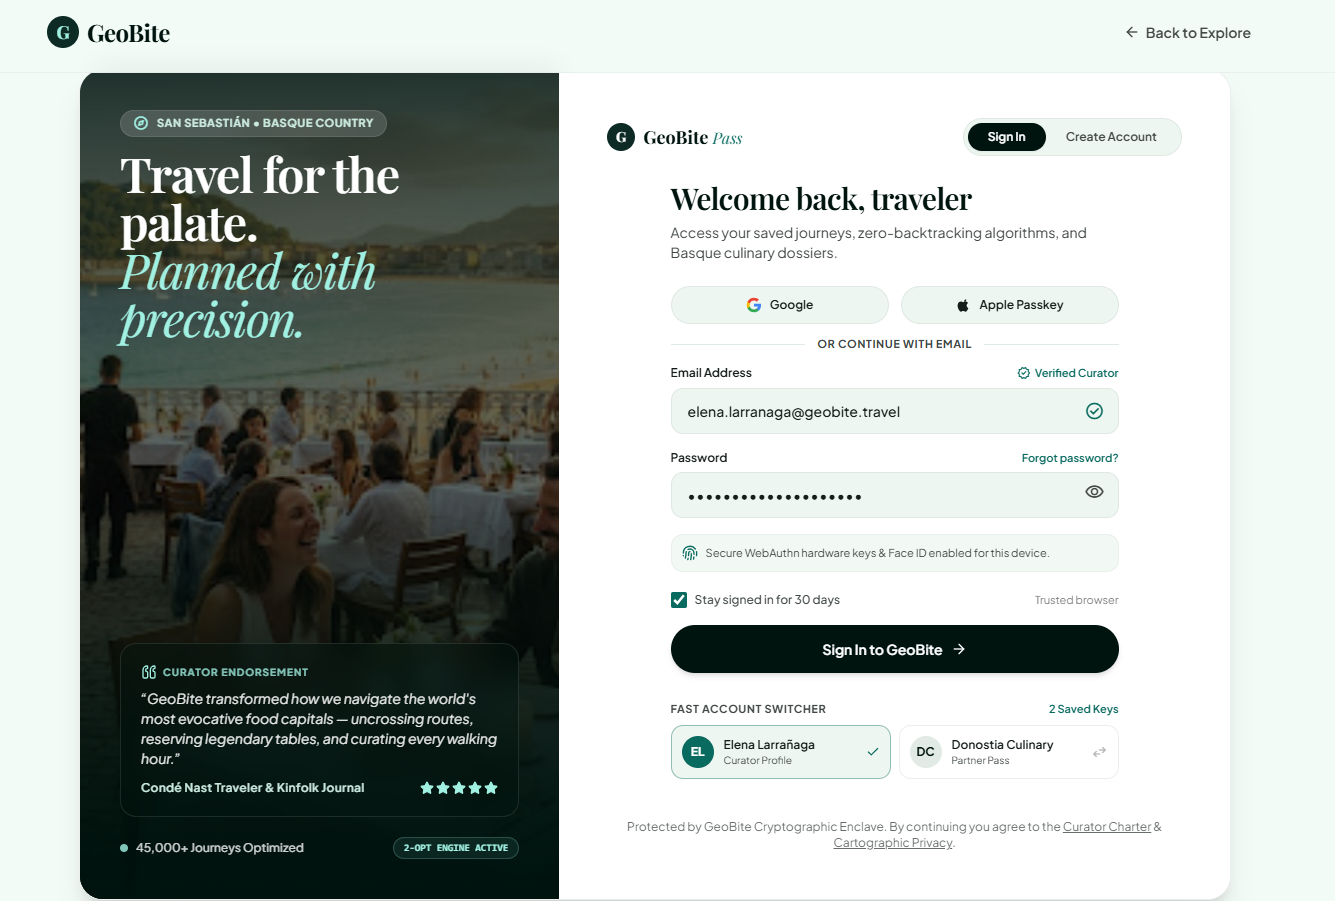 G GeoBite
← Back to Explore
SAN SEBASTIÁN • BASQUE COUNTRY
Travel for the
palate.
Planned with
precision.
CURATOR ENDORSEMENT
“GeoBite transformed how we navigate the world's
most evocative food capitals — uncrossing routes,
reserving legendary tables, and curating every walking
hour.”
Condé Nast Traveler & Kinfolk Journal
45,000+ Journeys Optimized
2-OPT ENGINE ACTIVE
G GeoBite Pass
Sign In
Create Account
Welcome back, traveler
Access your saved journeys, zero-backtracking algorithms, and
Basque culinary dossiers.
Google
Apple Passkey
OR CONTINUE WITH EMAIL
Email Address
Verified Curator
elena.larranaga@geobite.travel
Password
Forgot password?
••••••••••••••••••••
Secure WebAuthn hardware keys & Face ID enabled for this device.
Stay signed in for 30 days
Trusted browser
Sign In to GeoBite →
FAST ACCOUNT SWITCHER
2 Saved Keys
EL
Elena Larrañaga
Curator Profile
DC
Donostia Culinary
Partner Pass
Protected by GeoBite Cryptographic Enclave. By continuing you agree to the Curator Charter &
Cartographic Privacy.